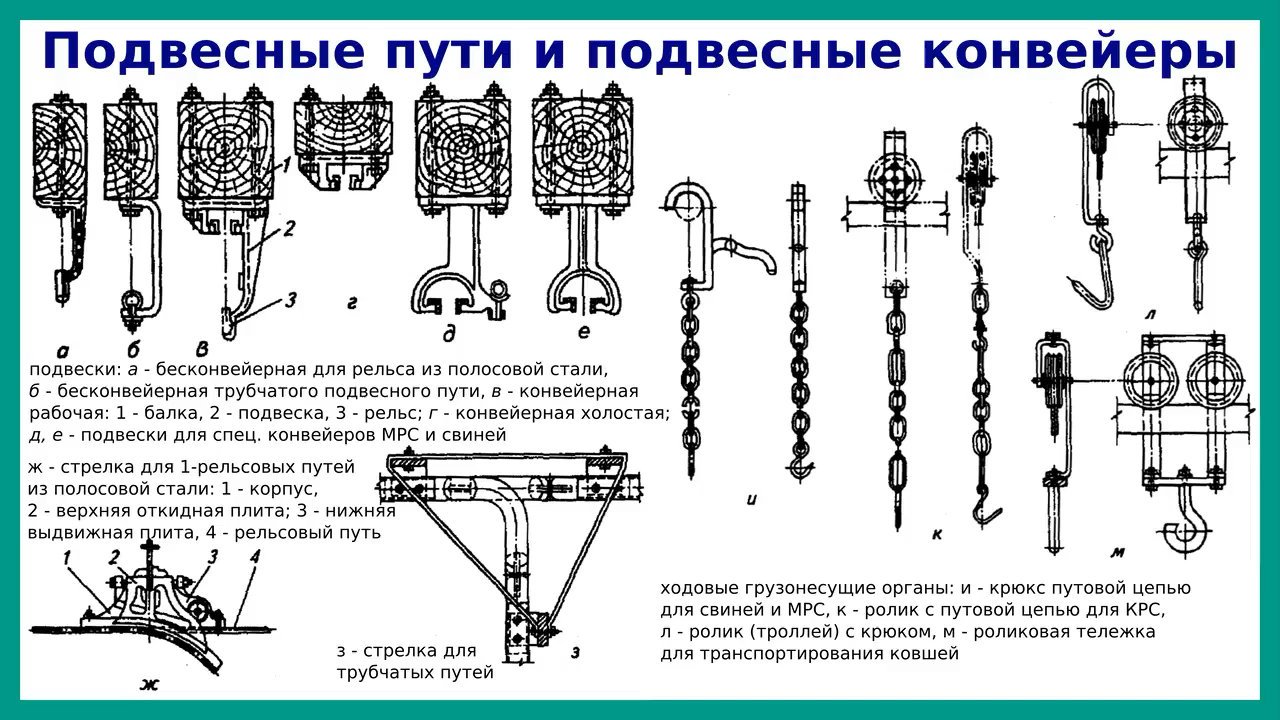 Подвесные пути и подвесные конвейеры
1
2
3
а
б
в
г
д
е
подвески: а - бесконвейерная для рельса из полосовой стали,
б - бесконвейерная трубчатого подвесного пути, в - конвейерная
рабочая: 1 - балка, 2 - подвеска, 3 - рельс; г - конвейерная холостая;
д, е - подвески для спец. конвейеров МРС и свиней
ж - стрелка для 1-рельсовых путей
из полосовой стали: 1 - корпус,
2 - верхняя откидная плита; 3 - нижняя
выдвижная плита, 4 - рельсовый путь
1 2 3 4
ж
з - стрелка для
трубчатых путей
з
и
к
л
м
ходовые грузонесущие органы: и - крюкс путовой цепью
для свиней и МРС, к - ролик с путовой цепью для КРС,
л - ролик (троллей) с крюком, м - роликовая тележка
для транспортирования ковшей